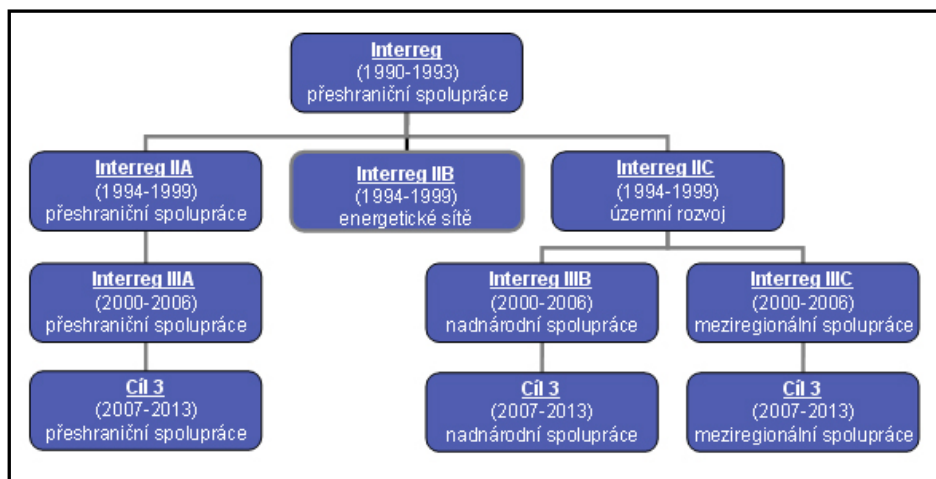 Interreg
(1990-1993)
přeshraniční spolupráce
Interreg IIA
(1994-1999)
přeshraniční spolupráce
Interreg IIB
(1994-1999)
energetické sítě
Interreg IIC
(1994-1999)
územní rozvoj
Interreg IIIA
(2000-2006)
přeshraniční spolupráce
Interreg IIIB
(2000-2006)
nadnárodní spolupráce
Interreg IIIC
(2000-2006)
meziregionální spolupráce
Cíl 3
(2007-2013)
přeshraniční spolupráce
Cíl 3
(2007-2013)
nadnárodní spolupráce
Cíl 3
(2007-2013)
meziregionální spolupráce